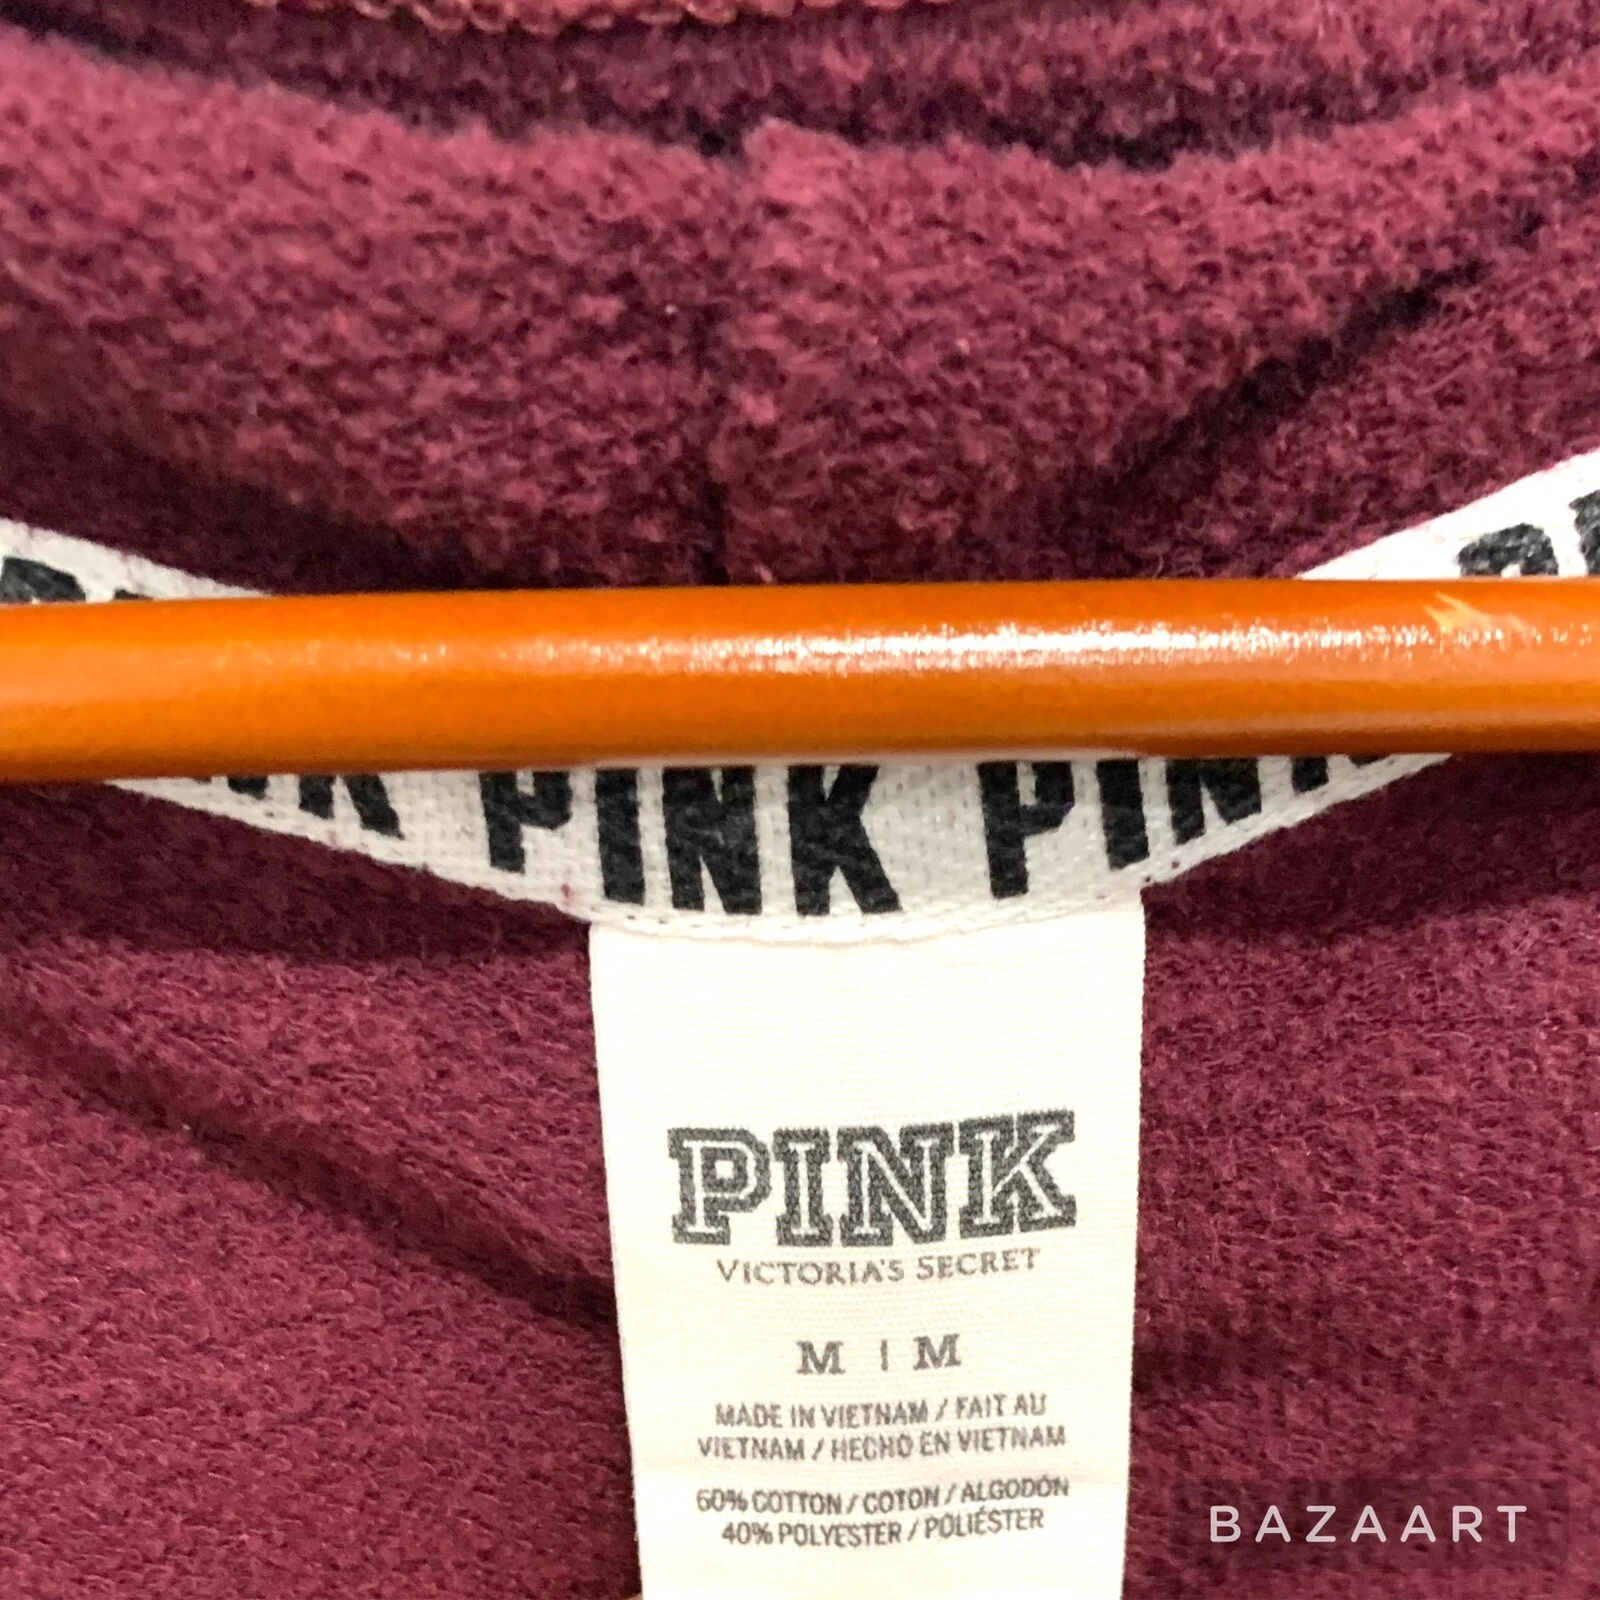 PINK PINK
PINK
VICTORIA'S SECRET
M | M
MADE IN VIETNAM / FAIT AU
VIETNAM / HECHO EN VIETNAM
60% COTTON / COTON / ALGODÓN
40% POLYESTER / POLIÉSTER
BAZAART